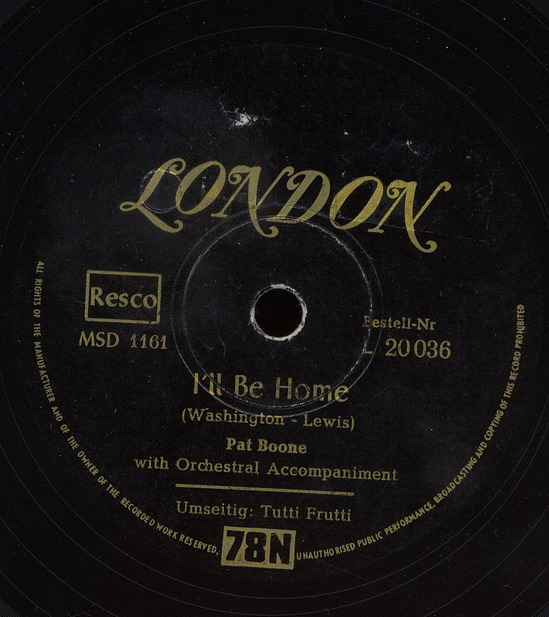 LONDON
Resco
MSD 1161
Bestell-Nr
L 20036
I'll Be Home
(Washington - Lewis)
Pat Boone
with Orchestral Accompaniment
Umseitig: Tutti Frutti
78N
ALL RIGHTS OF THE MANUFACTURER AND OF THE OWNER OF THE RECORDED WORK RESERVED. UNAUTHORISED PUBLIC PERFORMANCE, BROADCASTING AND COPYING OF THIS RECORD PROHIBITED